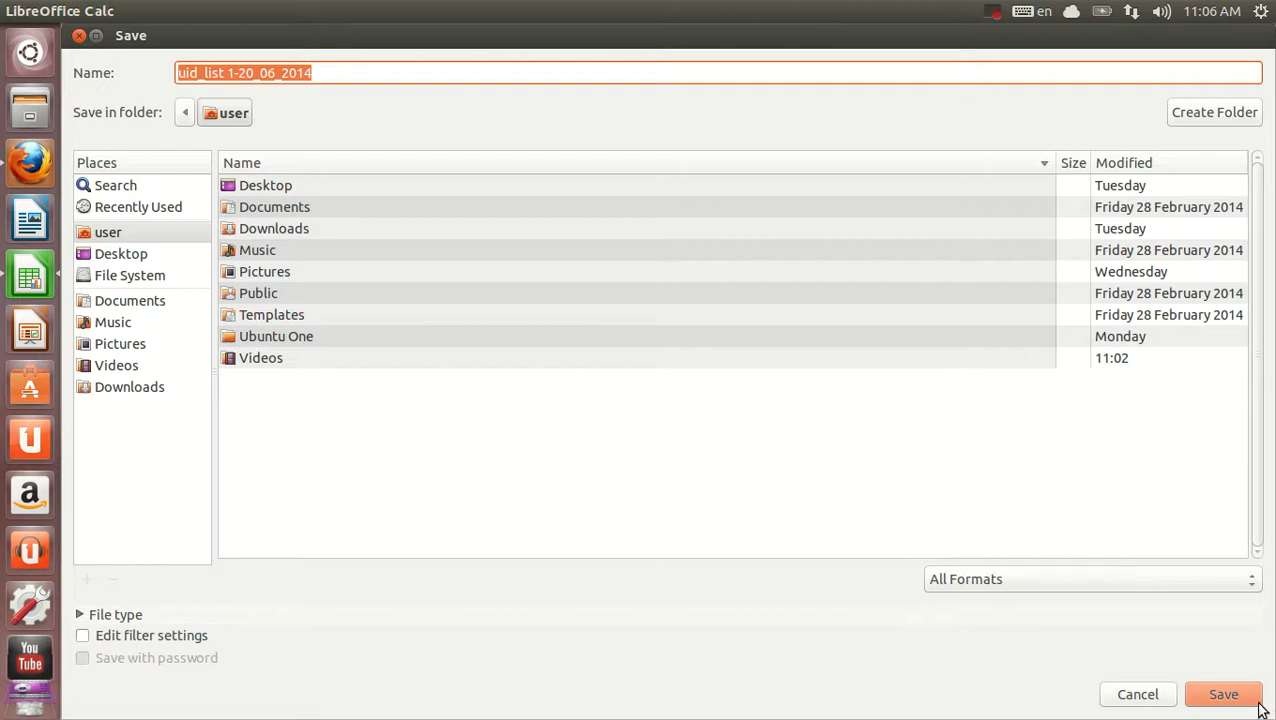 LibreOffice Calc
en
11:06 AM
Save
Name:
uid_list 1-20_06_2014
Save in folder:
user
Create Folder
Places
Name
Size
Modified
Search
Recently Used
user
Desktop
File System
Documents
Music
Pictures
Videos
Downloads
Desktop
Tuesday
Documents
Friday 28 February 2014
Downloads
Tuesday
Music
Friday 28 February 2014
Pictures
Wednesday
Public
Friday 28 February 2014
Templates
Friday 28 February 2014
Ubuntu One
Monday
Videos
11:02
All Formats
File type
Edit filter settings
Save with password
Cancel
Save
You
Tube